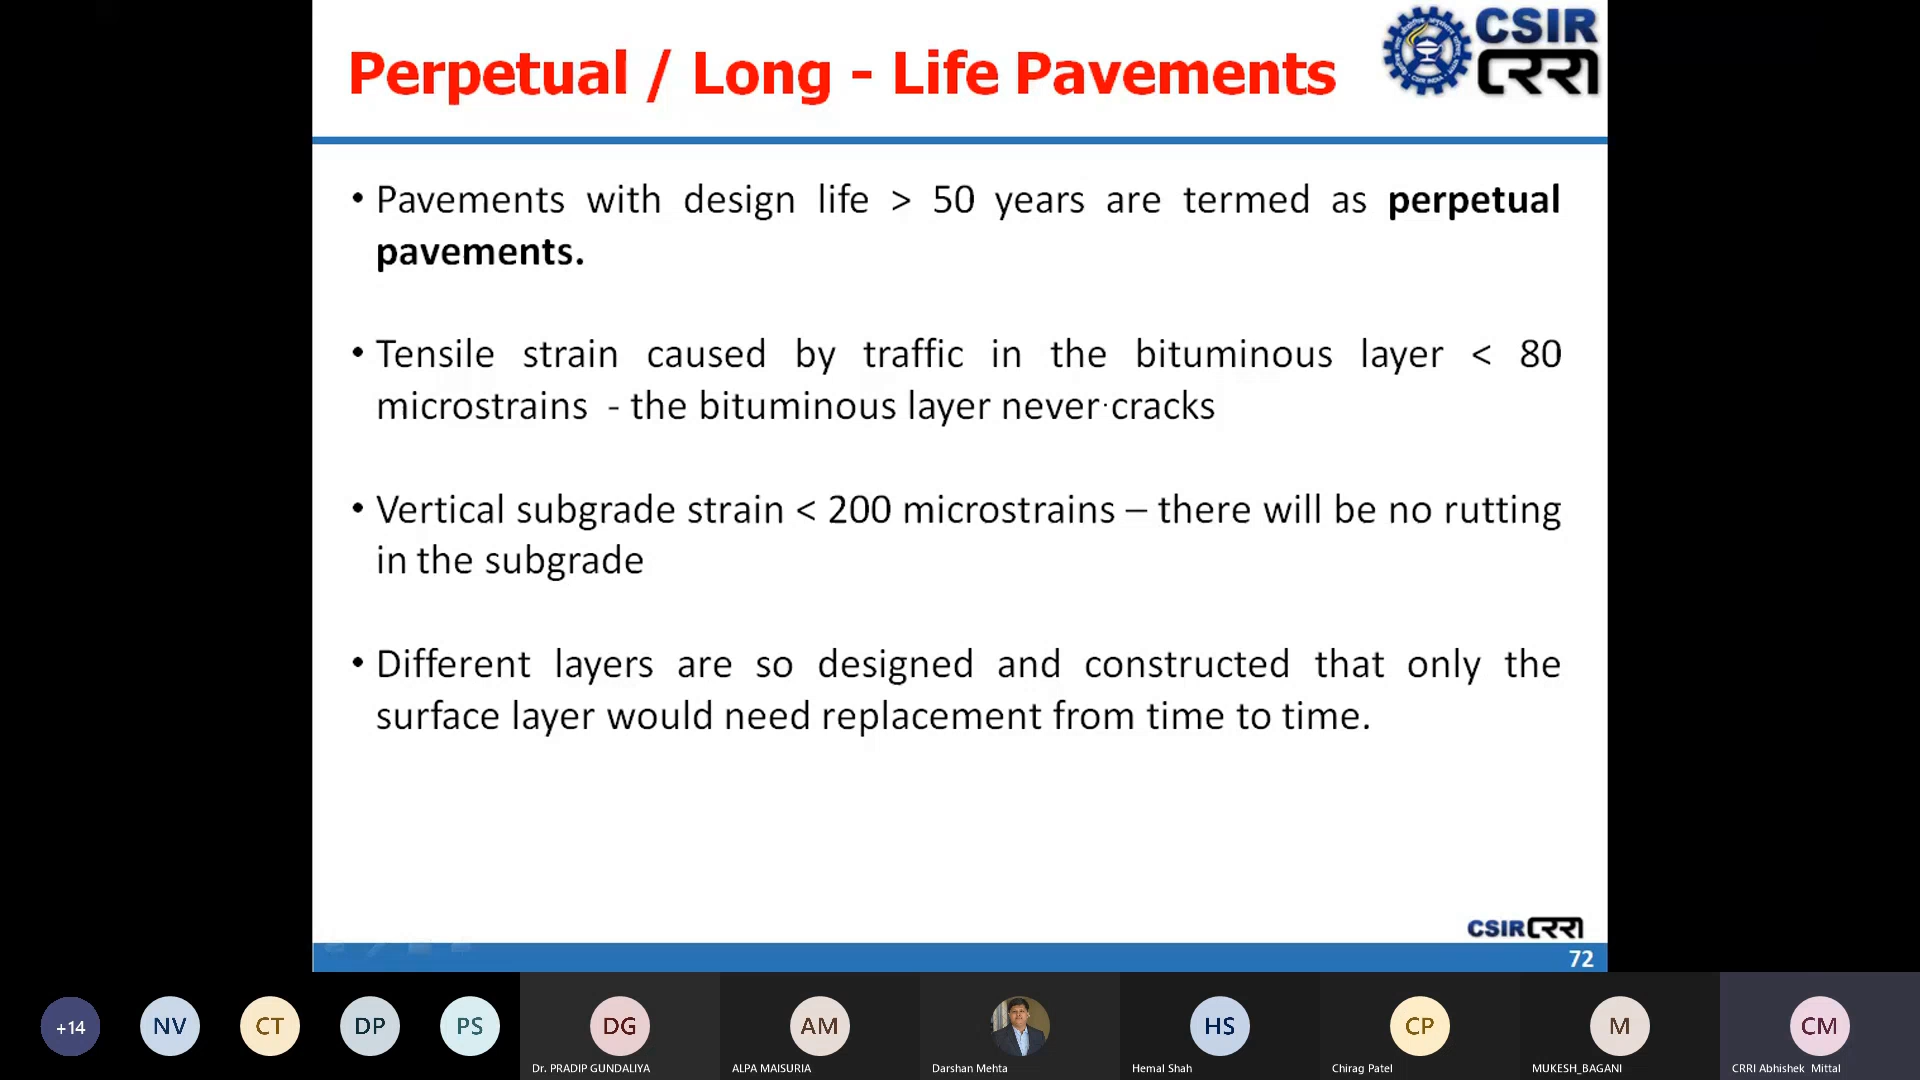 CSIR
Perpetual / Long - Life Pavements
• Pavements with design life > 50 years are termed as perpetual
pavements.
• Tensile strain caused by traffic in the bituminous layer < 80
microstrains - the bituminous layer never cracks
• Vertical subgrade strain < 200 microstrains – there will be no rutting
in the subgrade
• Different layers are so designed and constructed that only the
surface layer would need replacement from time to time.
CSIR
72
+14 NV CT DP PS DG AM HS CP M CM
Dr. PRADIP GUNDALIYA ALPA MAISURIA Darshan Mehta Hemal Shah Chirag Patel MUKESH_BAGANI CRRI Abhishek Mittal